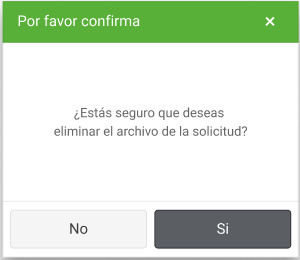 Por favor confirma ×
¿Estás seguro que deseas
eliminar el archivo de la solicitud?
No Si